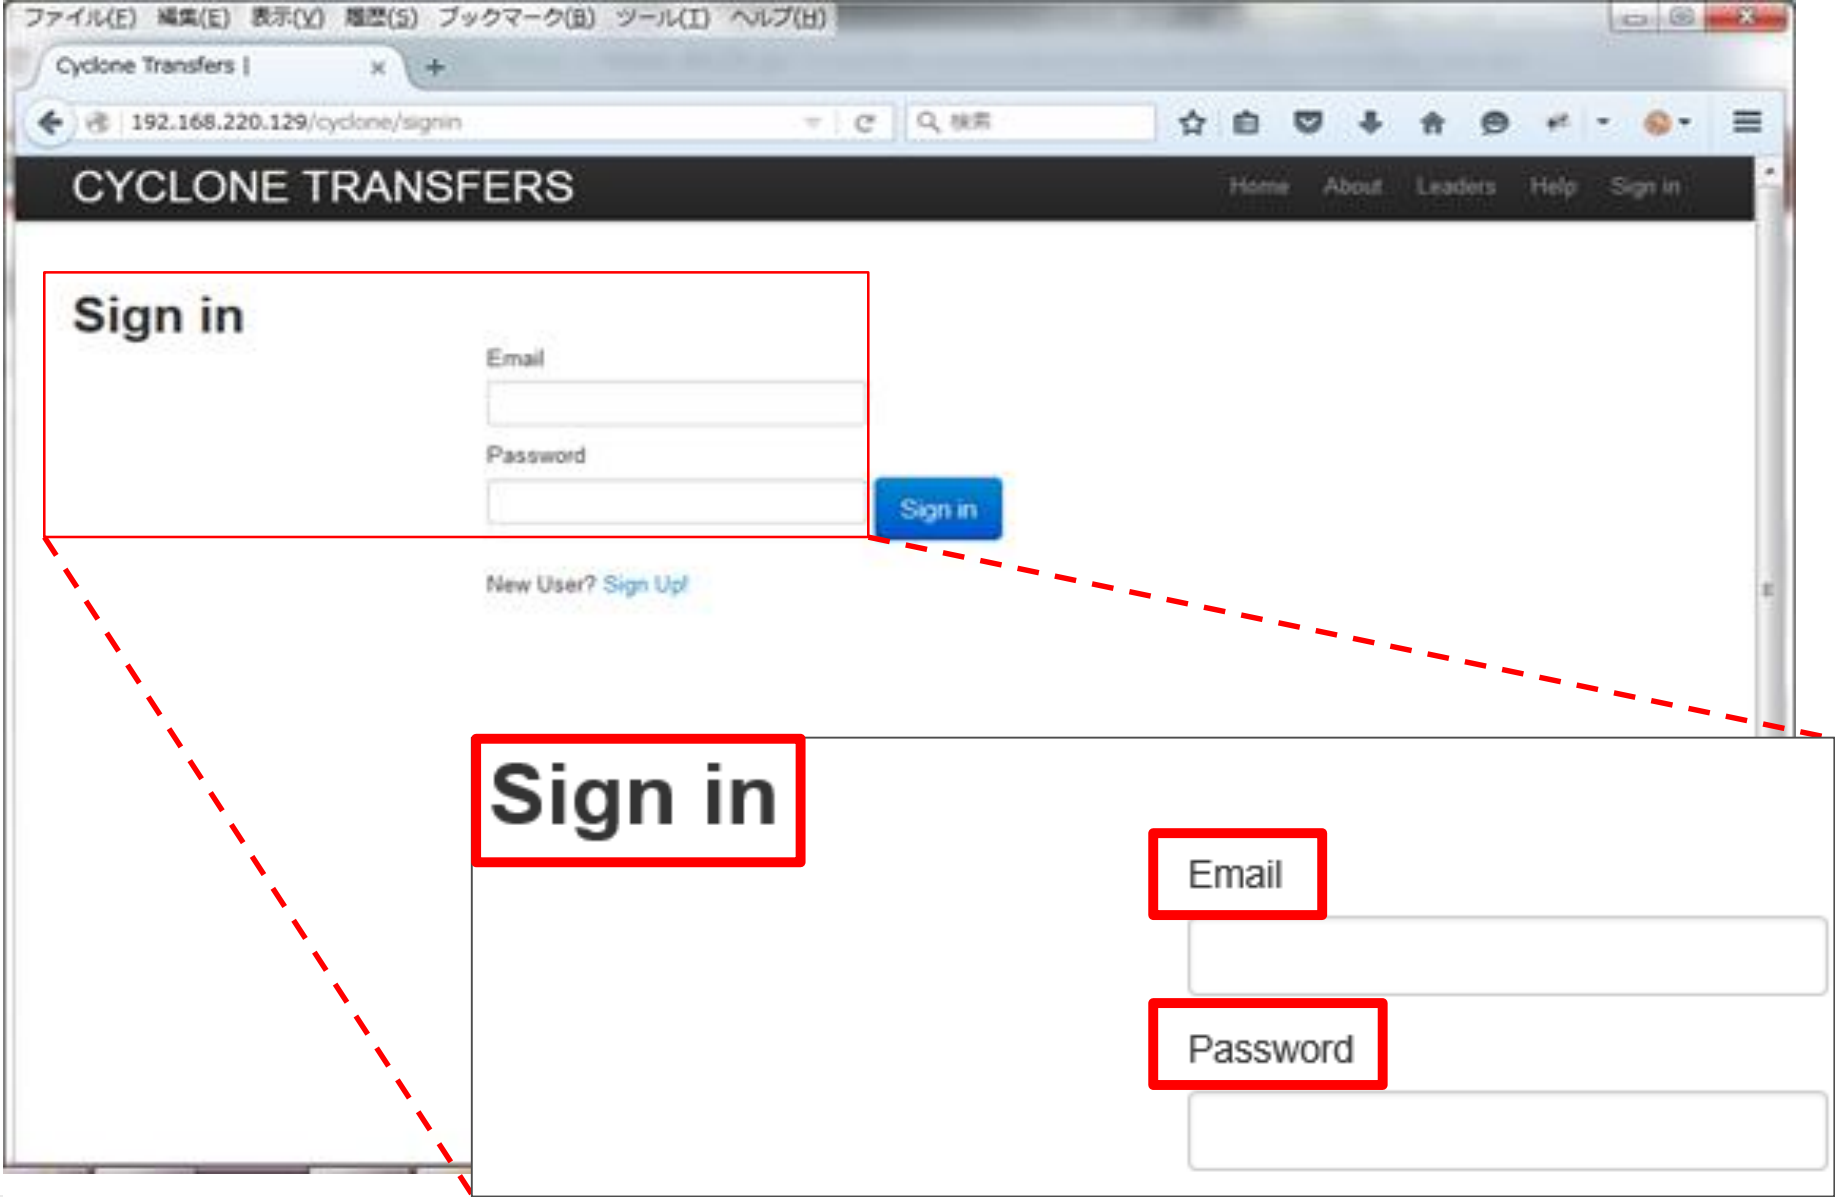 ファイル(F) 編集(E) 表示(V) 履歴(S) ブックマーク(B) ツール(T) ヘルプ(H)
Cyclone Transfers |
192.168.220.129/cyclone/signin
検索
CYCLONE TRANSFERS
Home About Leaders Help Sign in
Sign in
Email
Password
Sign in
New User? Sign Up!
Sign in
Email
Password